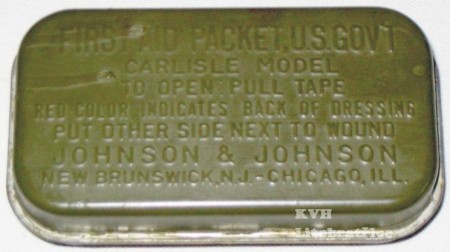 FIRST AID PACKET, U.S. GOV'T
CARLISLE MODEL
TO OPEN: PULL TAPE
RED COLOR INDICATES BACK OF DRESSING
PUT OTHER SIDE NEXT TO WOUND
JOHNSON & JOHNSON
NEW BRUNSWICK, N.J. - CHICAGO, ILL.
KVH